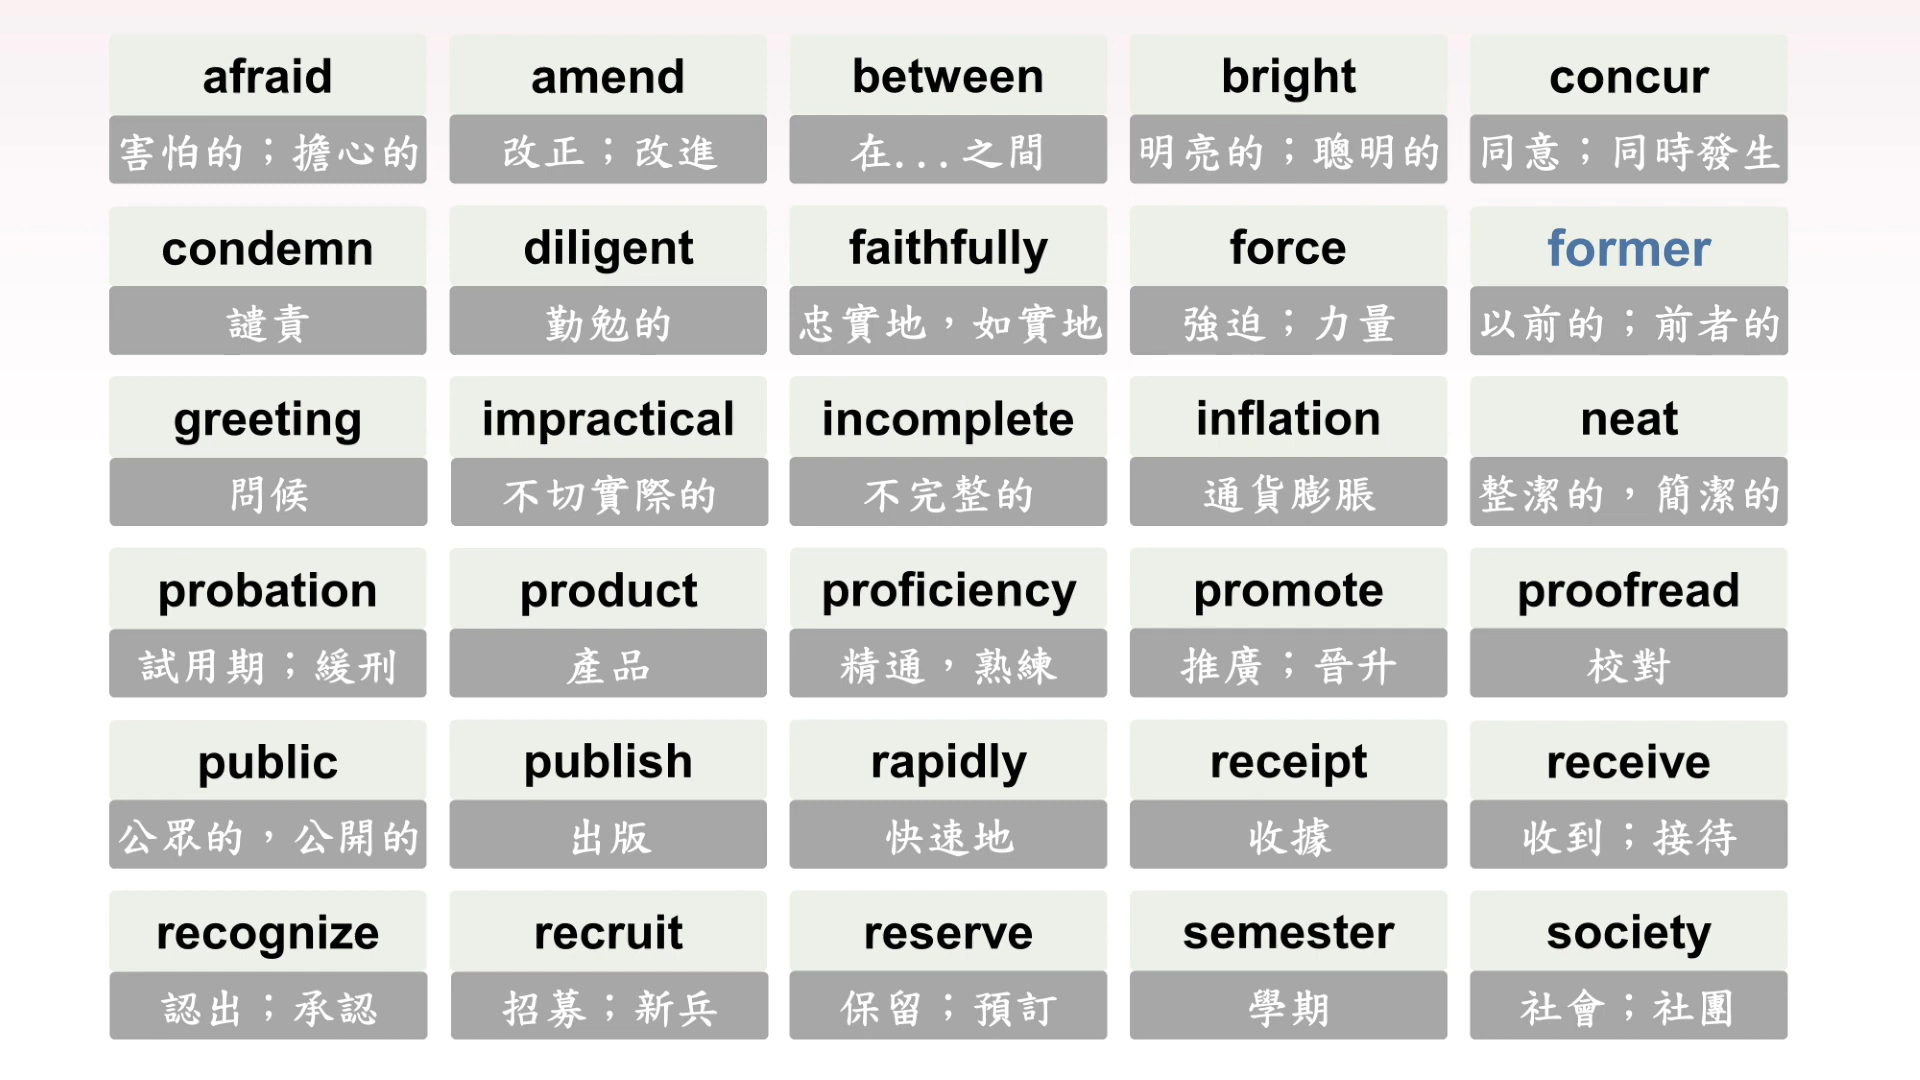 afraid
害怕的；擔心的
amend
改正；改進
between
在...之間
bright
明亮的；聰明的
concur
同意；同時發生
condemn
譴責
diligent
勤勉的
faithfully
忠實地，如實地
force
強迫；力量
former
以前的；前者的
greeting
問候
impractical
不切實際的
incomplete
不完整的
inflation
通貨膨脹
neat
整潔的，簡潔的
probation
試用期；緩刑
product
產品
proficiency
精通，熟練
promote
推廣；晉升
proofread
校對
public
公眾的，公開的
publish
出版
rapidly
快速地
receipt
收據
receive
收到；接待
recognize
認出；承認
recruit
招募；新兵
reserve
保留；預訂
semester
學期
society
社會；社團